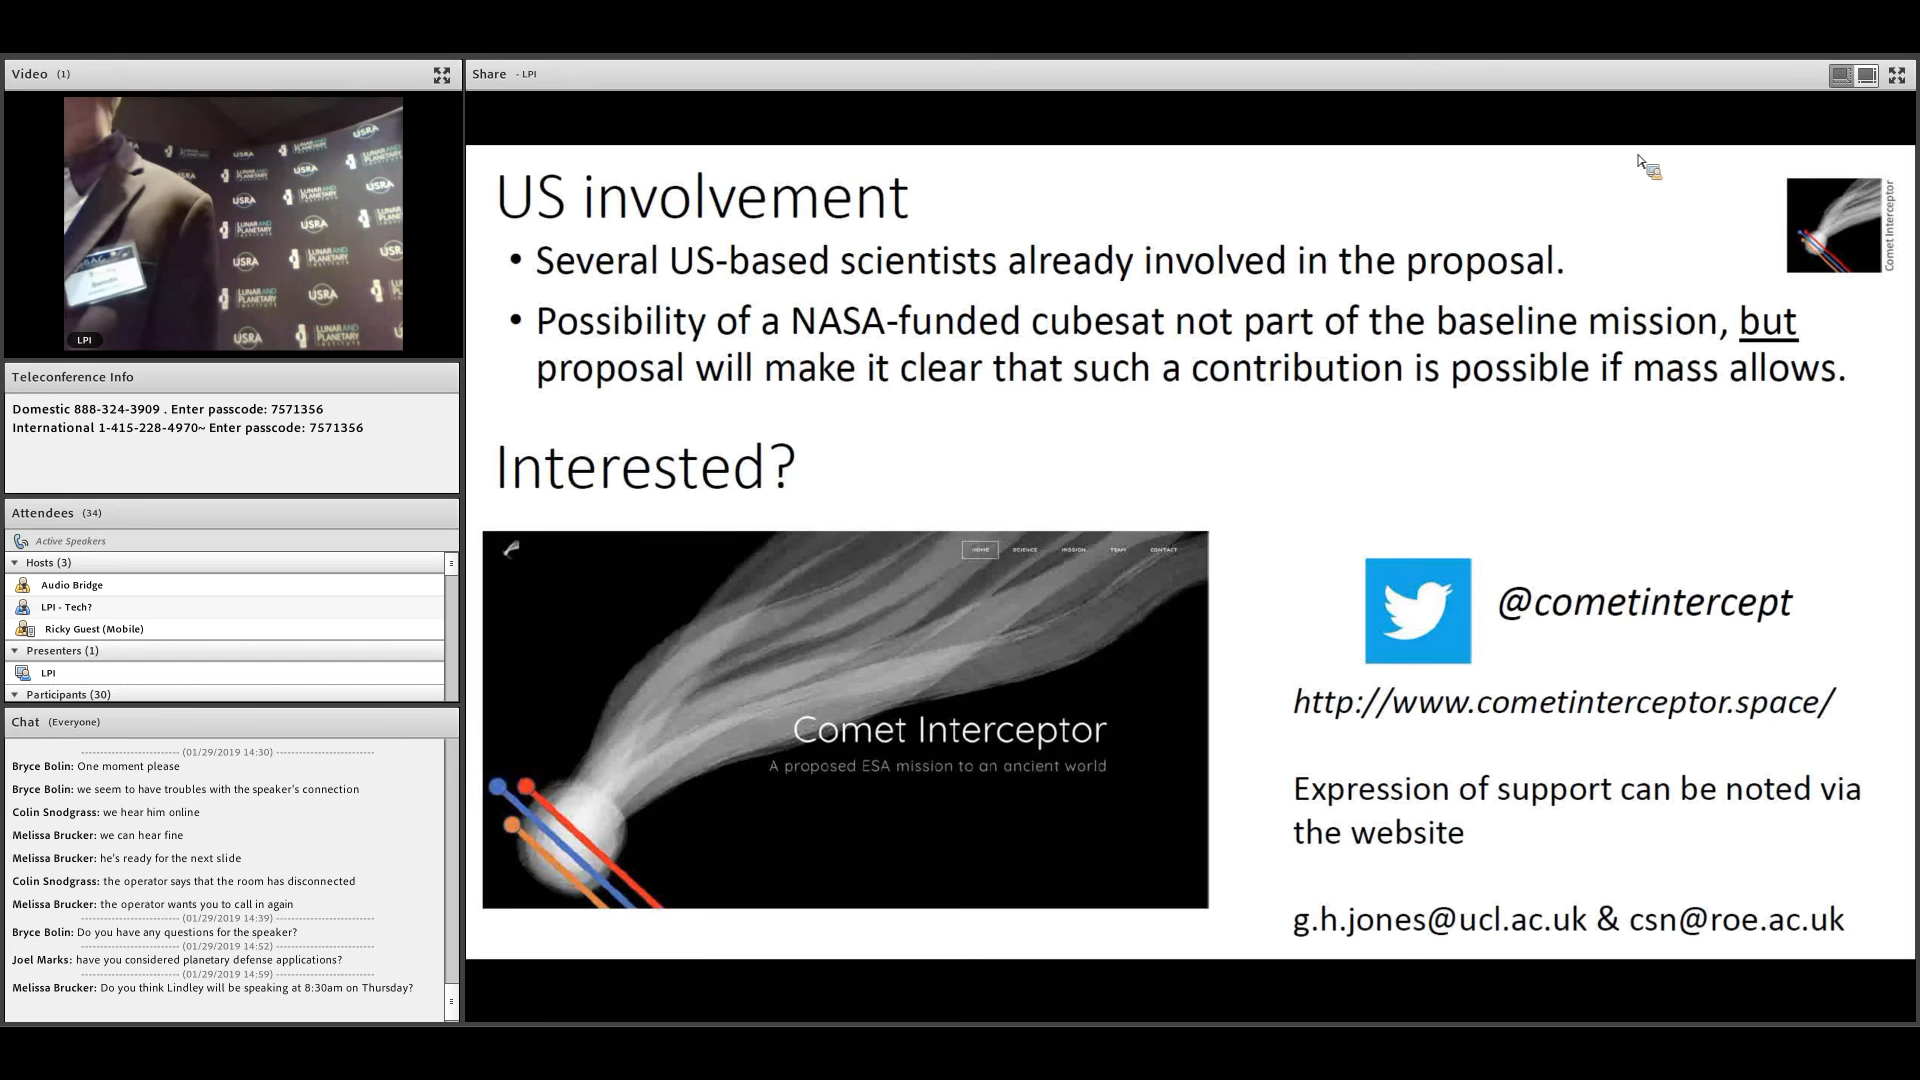 Video (1)
LUNAR AND PLANETARY INSTITUTE
USRA
LPI
Teleconference Info
Domestic 888-324-3909 . Enter passcode: 7571356
International 1-415-228-4970~ Enter passcode: 7571356
Attendees (34)
Active Speakers
Hosts (3)
Audio Bridge
LPI - Tech?
Ricky Guest (Mobile)
Presenters (1)
LPI
Participants (30)
Chat (Everyone)
(01/29/2019 14:30)
Bryce Bolin: One moment please
Bryce Bolin: we seem to have troubles with the speaker's connection
Colin Snodgrass: we hear him online
Melissa Brucker: we can hear fine
Melissa Brucker: he's ready for the next slide
Colin Snodgrass: the operator says that the room has disconnected
Melissa Brucker: the operator wants you to call in again
(01/29/2019 14:39)
Bryce Bolin: Do you have any questions for the speaker?
(01/29/2019 14:52)
Joel Marks: have you considered planetary defense applications?
(01/29/2019 14:59)
Melissa Brucker: Do you think Lindley will be speaking at 8:30am on Thursday?
Share - LPI
US involvement
• Several US-based scientists already involved in the proposal.
• Possibility of a NASA-funded cubesat not part of the baseline mission, but
proposal will make it clear that such a contribution is possible if mass allows.
Comet Interceptor
Interested?
HOME SCIENCE MISSION TEAM CONTACT
Comet Interceptor
A proposed ESA mission to an ancient world
@cometintercept
http://www.cometinterceptor.space/
Expression of support can be noted via
the website
g.h.jones@ucl.ac.uk & csn@roe.ac.uk